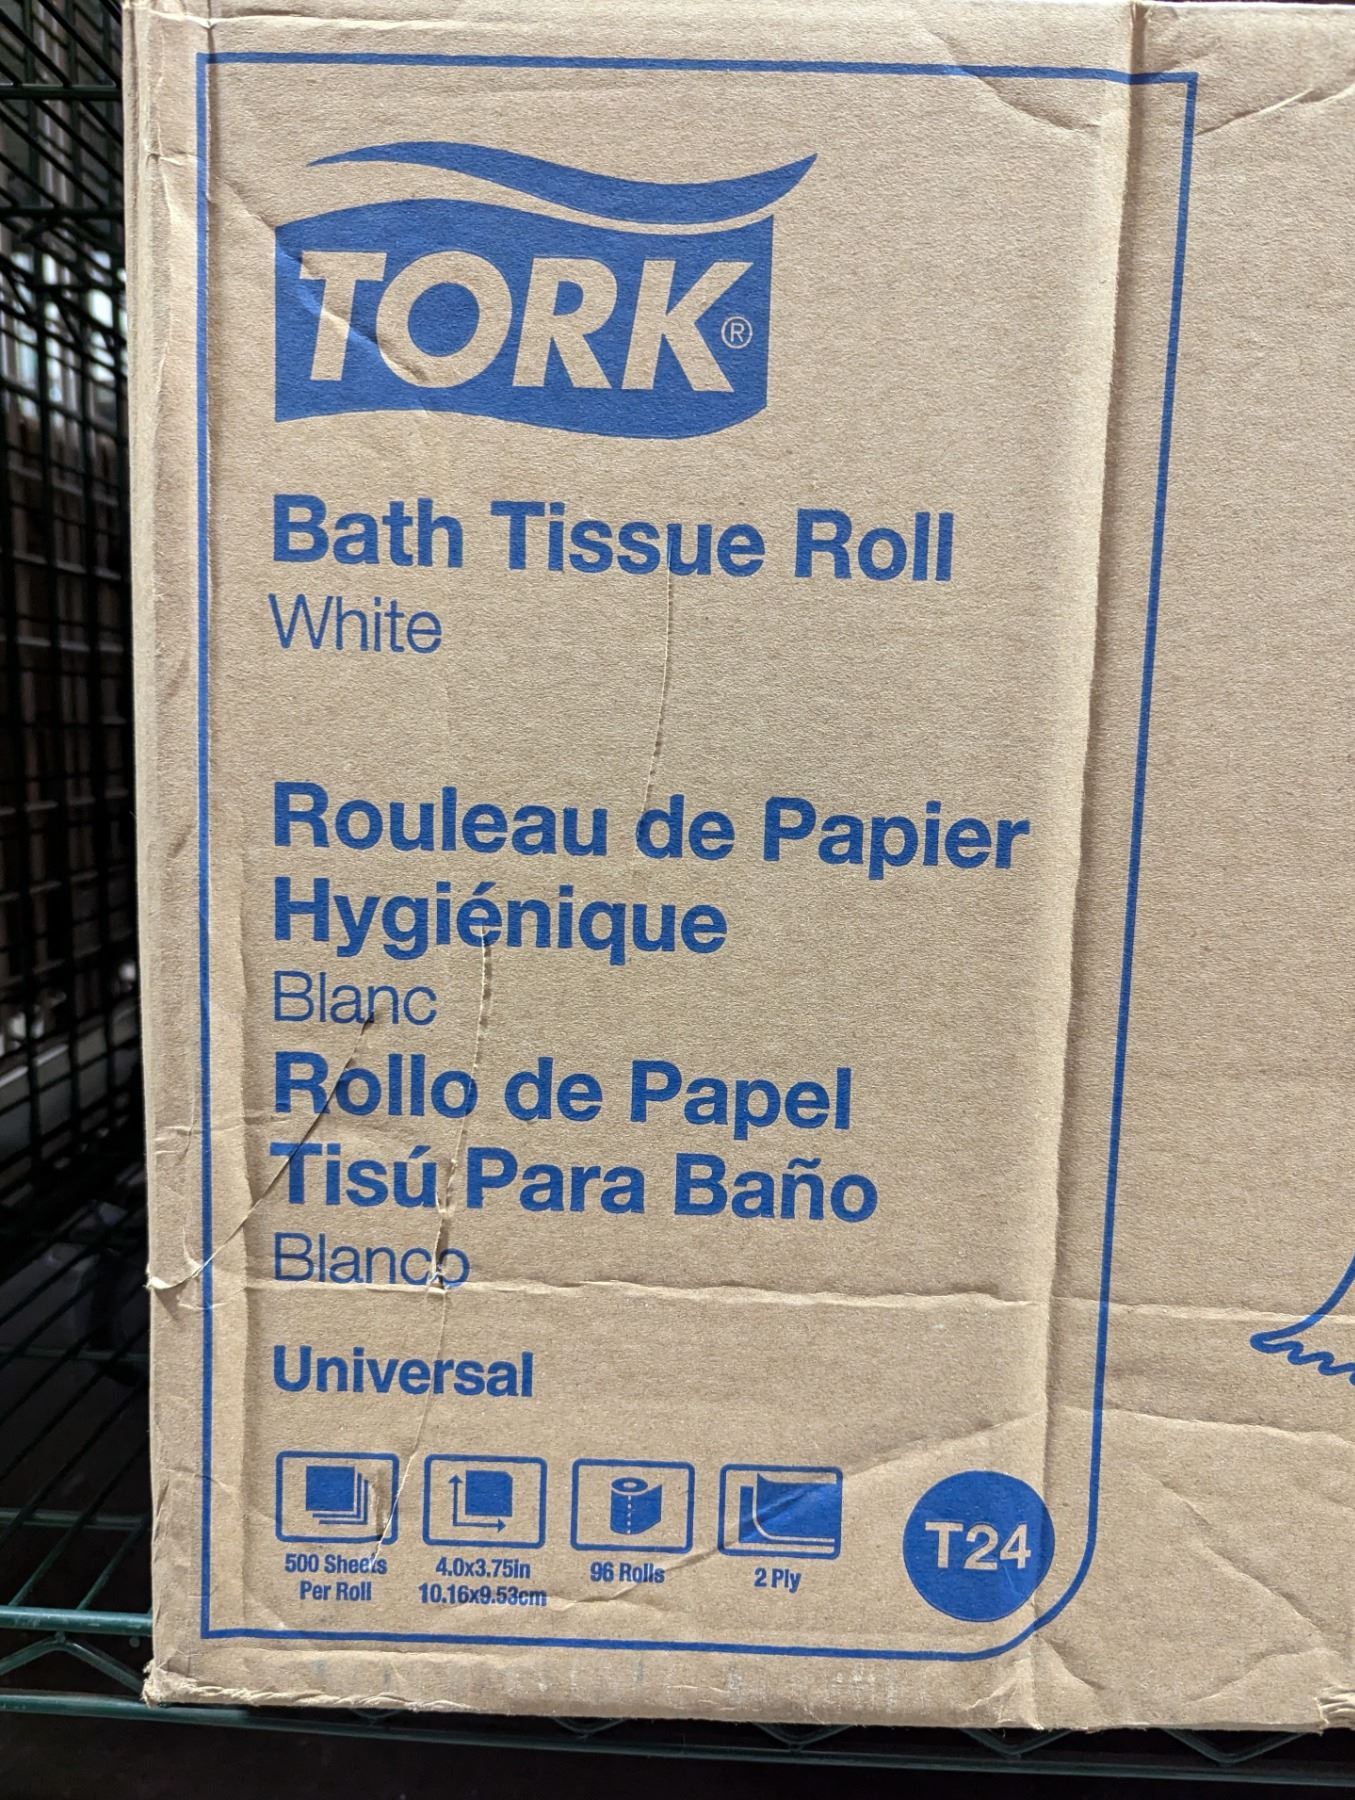 TORK®
Bath Tissue Roll
White
Rouleau de Papier
Hygiénique
Blanc
Rollo de Papel
Tisú Para Baño
Blanco
Universal
500 Sheets
Per Roll
4.0x3.75in
10.16x9.53cm
96 Rolls
2 Ply
T24